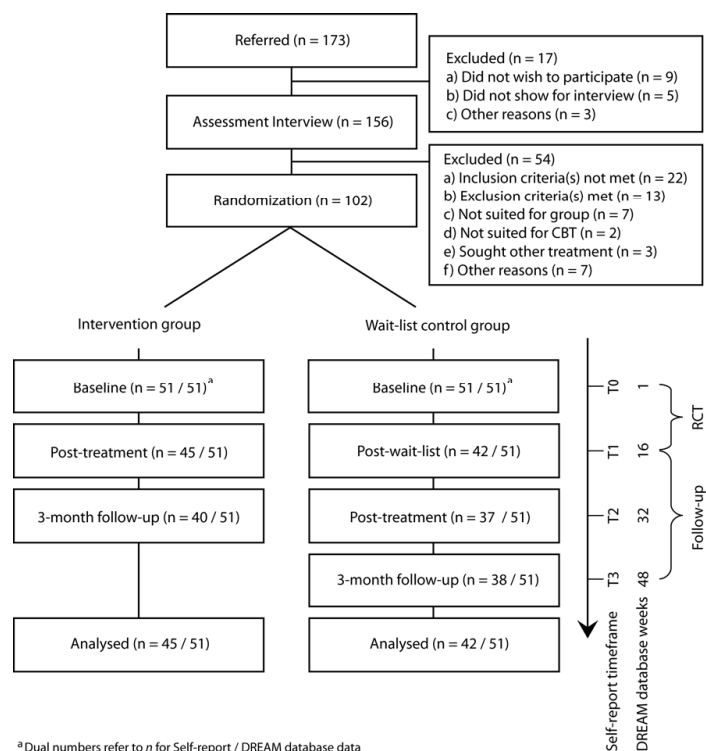 Referred (n = 173)
Excluded (n = 17)
a) Did not wish to participate (n = 9)
b) Did not show for interview (n = 5)
c) Other reasons (n = 3)
Assessment Interview (n = 156)
Excluded (n = 54)
a) Inclusion criteria(s) not met (n = 22)
b) Exclusion criteria(s) met (n = 13)
c) Not suited for group (n = 7)
d) Not suited for CBT (n = 2)
e) Sought other treatment (n = 3)
f) Other reasons (n = 7)
Randomization (n = 102)
Intervention group
Wait-list control group
Baseline (n = 51 / 51)a
Baseline (n = 51 / 51)a
T0
1
Post-treatment (n = 45 / 51)
Post-wait-list (n = 42 / 51)
T1
16
RCT
3-month follow-up (n = 40 / 51)
Post-treatment (n = 37 / 51)
T2
32
Follow-up
3-month follow-up (n = 38 / 51)
T3
48
Analysed (n = 45 / 51)
Analysed (n = 42 / 51)
Self-report timeframe
DREAM database weeks
a Dual numbers refer to n for Self-report / DREAM database data